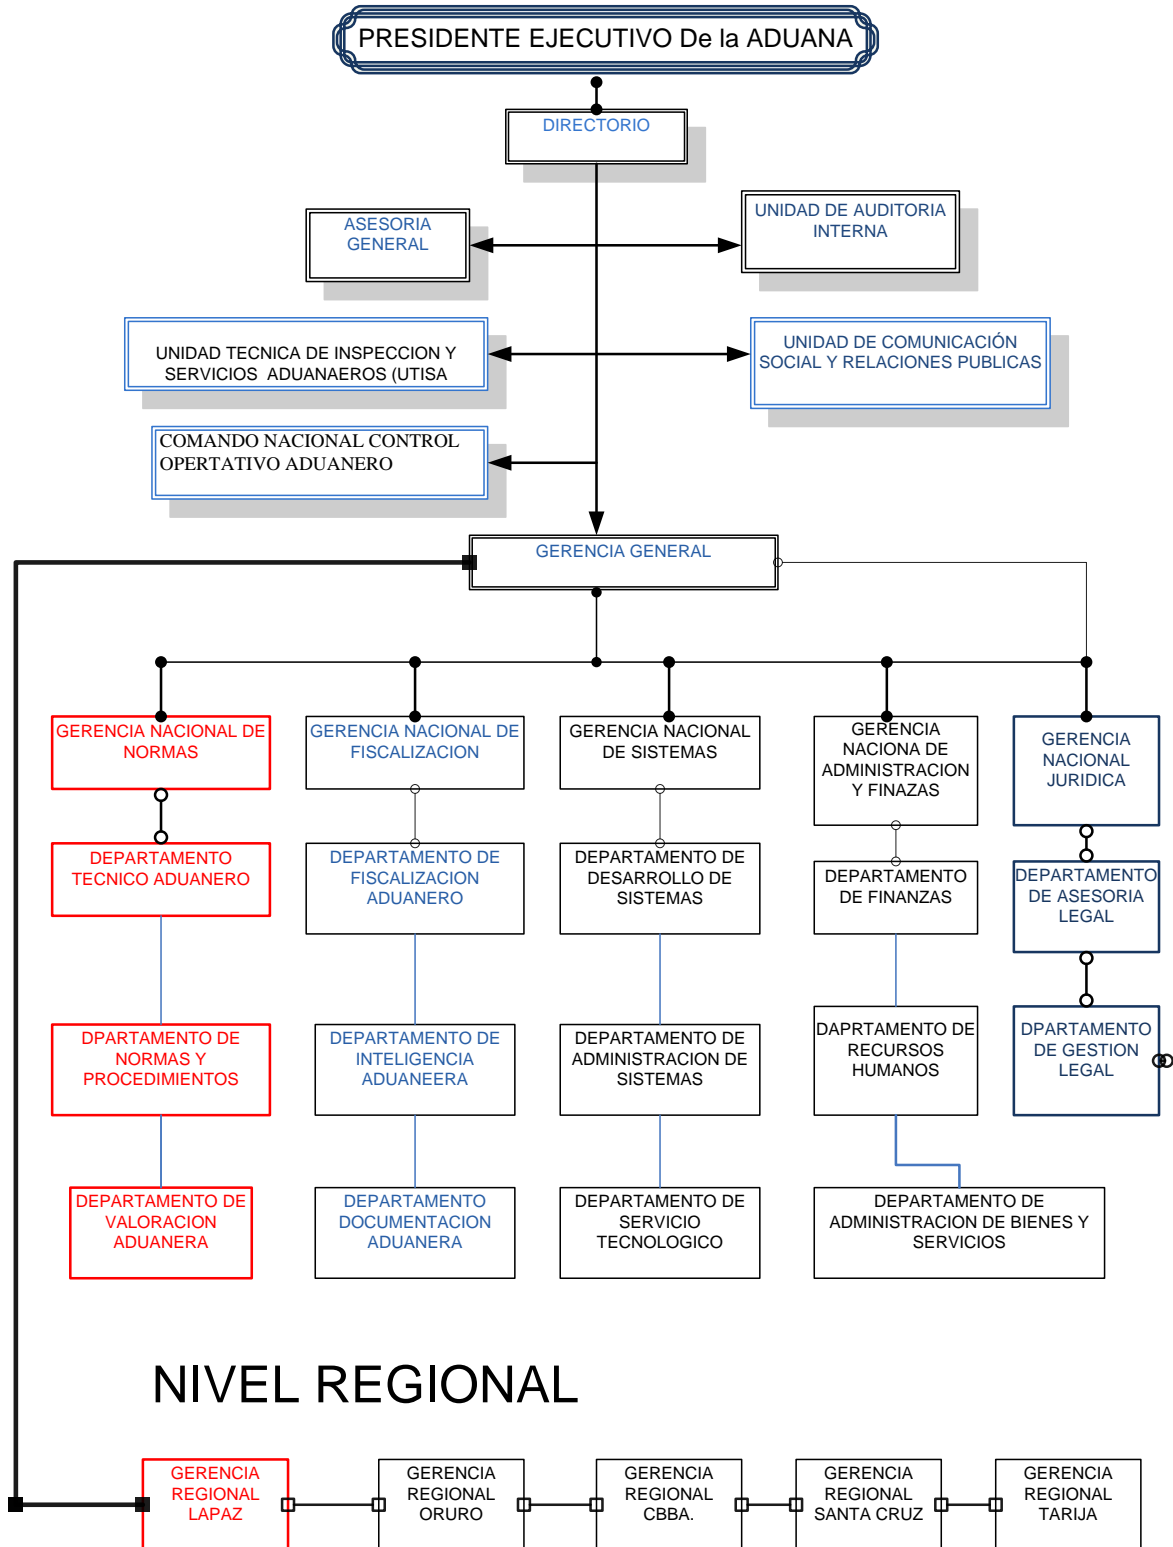 PRESIDENTE EJECUTIVO De la ADUANA
DIRECTORIO
ASESORIA
GENERAL
UNIDAD DE AUDITORIA
INTERNA
UNIDAD TECNICA DE INSPECCION Y
SERVICIOS ADUANAEROS (UTISA
UNIDAD DE COMUNICACIÓN
SOCIAL Y RELACIONES PUBLICAS
COMANDO NACIONAL CONTROL
OPERTATIVO ADUANERO
GERENCIA GENERAL
GERENCIA NACIONAL DE
NORMAS
GERENCIA NACIONAL DE
FISCALIZACION
GERENCIA NACIONAL
DE SISTEMAS
GERENCIA
NACIONA DE
ADMINISTRACION
Y FINAZAS
GERENCIA
NACIONAL
JURIDICA
DEPARTAMENTO
TECNICO ADUANERO
DEPARTAMENTO DE
FISCALIZACION
ADUANERO
DEPARTAMENTO DE
DESARROLLO DE
SISTEMAS
DEPARTAMENTO
DE FINANZAS
DEPARTAMENTO
DE ASESORIA
LEGAL
DPARTAMENTO DE
NORMAS Y
PROCEDIMIENTOS
DEPARTAMENTO DE
INTELIGENCIA
ADUANEERA
DEPARTAMENTO DE
ADMINISTRACION DE
SISTEMAS
DAPRTAMENTO DE
RECURSOS
HUMANOS
DPARTAMENTO
DE GESTION
LEGAL
DEPARTAMENTO DE
VALORACION
ADUANERA
DEPARTAMENTO
DOCUMENTACION
ADUANERA
DEPARTAMENTO DE
SERVICIO
TECNOLOGICO
DEPARTAMENTO DE
ADMINISTRACION DE BIENES Y
SERVICIOS
NIVEL REGIONAL
GERENCIA
REGIONAL
LAPAZ
GERENCIA
REGIONAL
ORURO
GERENCIA
REGIONAL
CBBA.
GERENCIA
REGIONAL
SANTA CRUZ
GERENCIA
REGIONAL
TARIJA